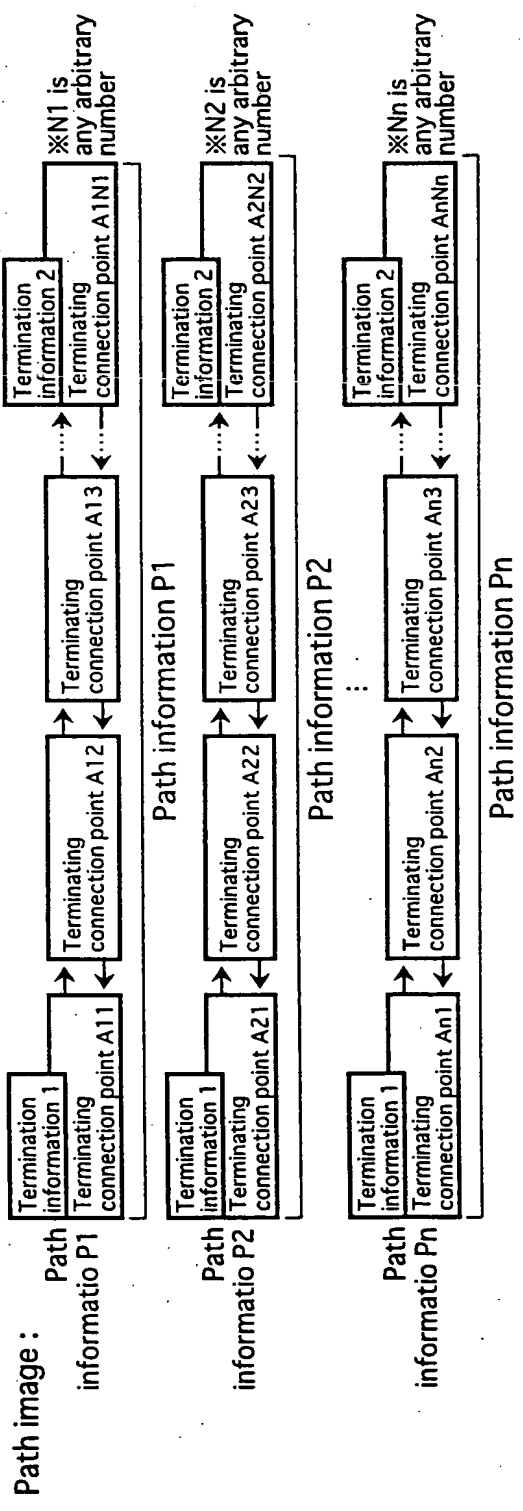 Path image :
Path
informatio P1
Termination
information 1
Terminating
connection point A11
Terminating
connection point A12
Terminating
connection point A13
Termination
information 2
Terminating
connection point A1N1
※N1 is
any arbitrary
number
Path information P1
Path
informatio P2
Termination
information 1
Terminating
connection point A21
Terminating
connection point A22
Terminating
connection point A23
Termination
information 2
Terminating
connection point A2N2
※N2 is
any arbitrary
number
Path information P2
Path
informatio Pn
Termination
information 1
Terminating
connection point An1
Terminating
connection point An2
Terminating
connection point An3
Termination
information 2
Terminating
connection point AnNn
※Nn is
any arbitrary
number
Path information Pn